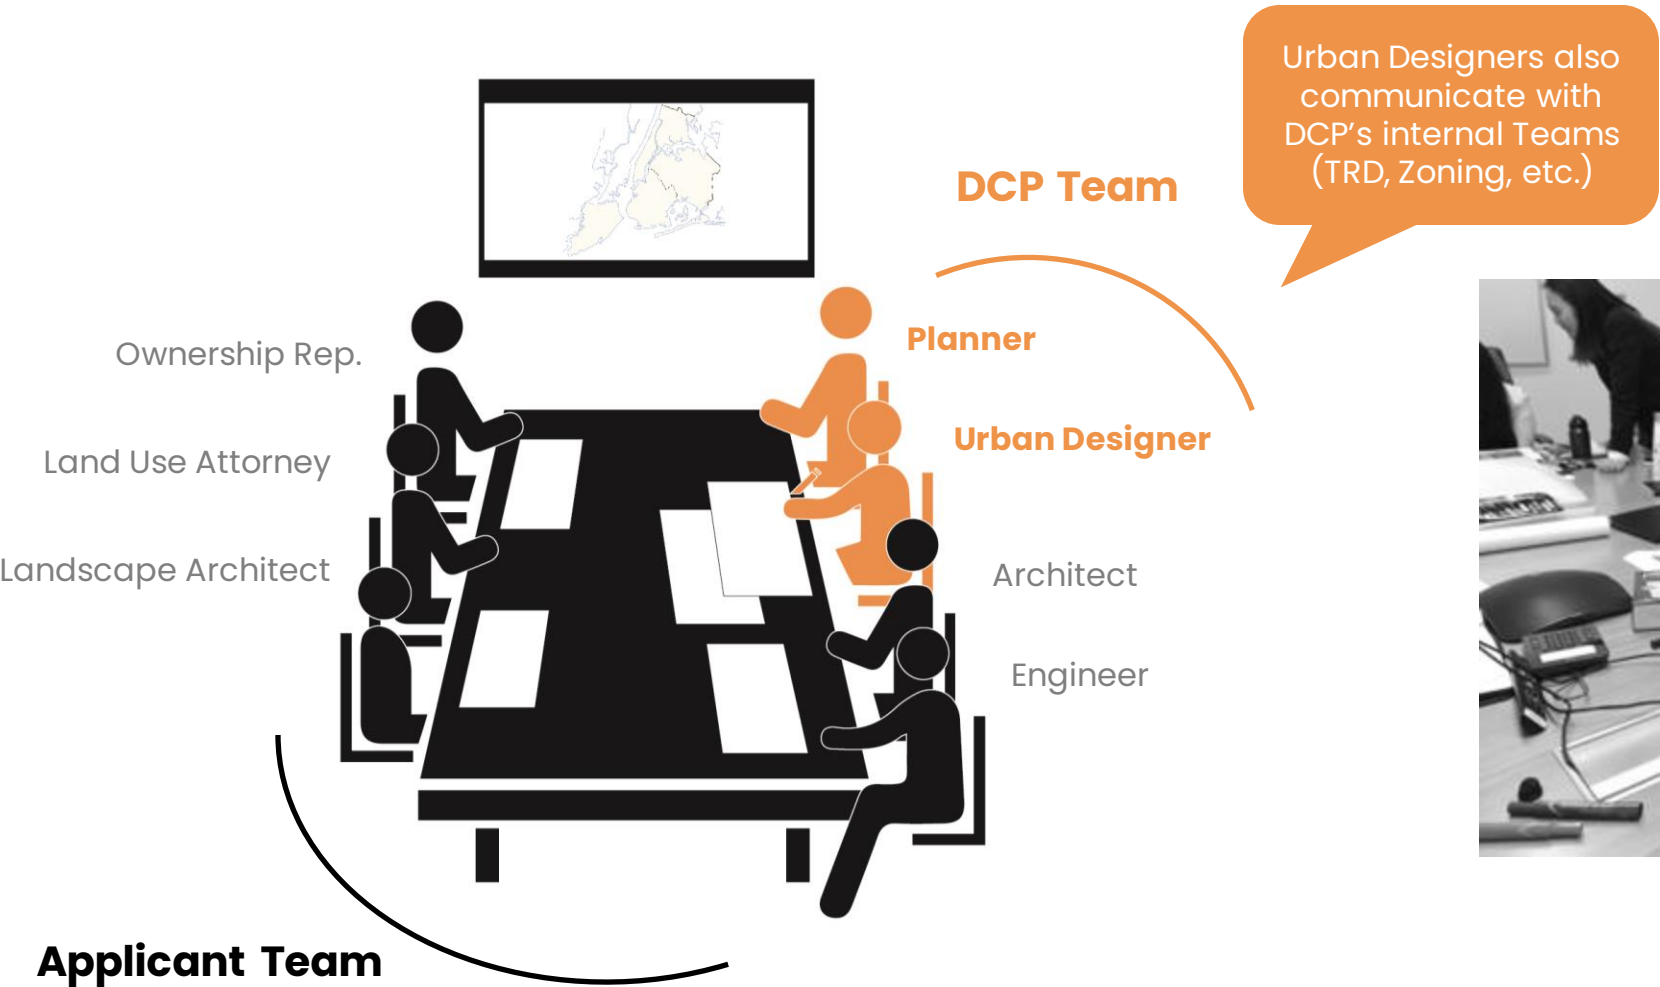 Urban Designers also
communicate with
DCP's internal Teams
(TRD, Zoning, etc.)
DCP Team
Planner
Urban Designer
Ownership Rep.
Land Use Attorney
Landscape Architect
Architect
Engineer
Applicant Team